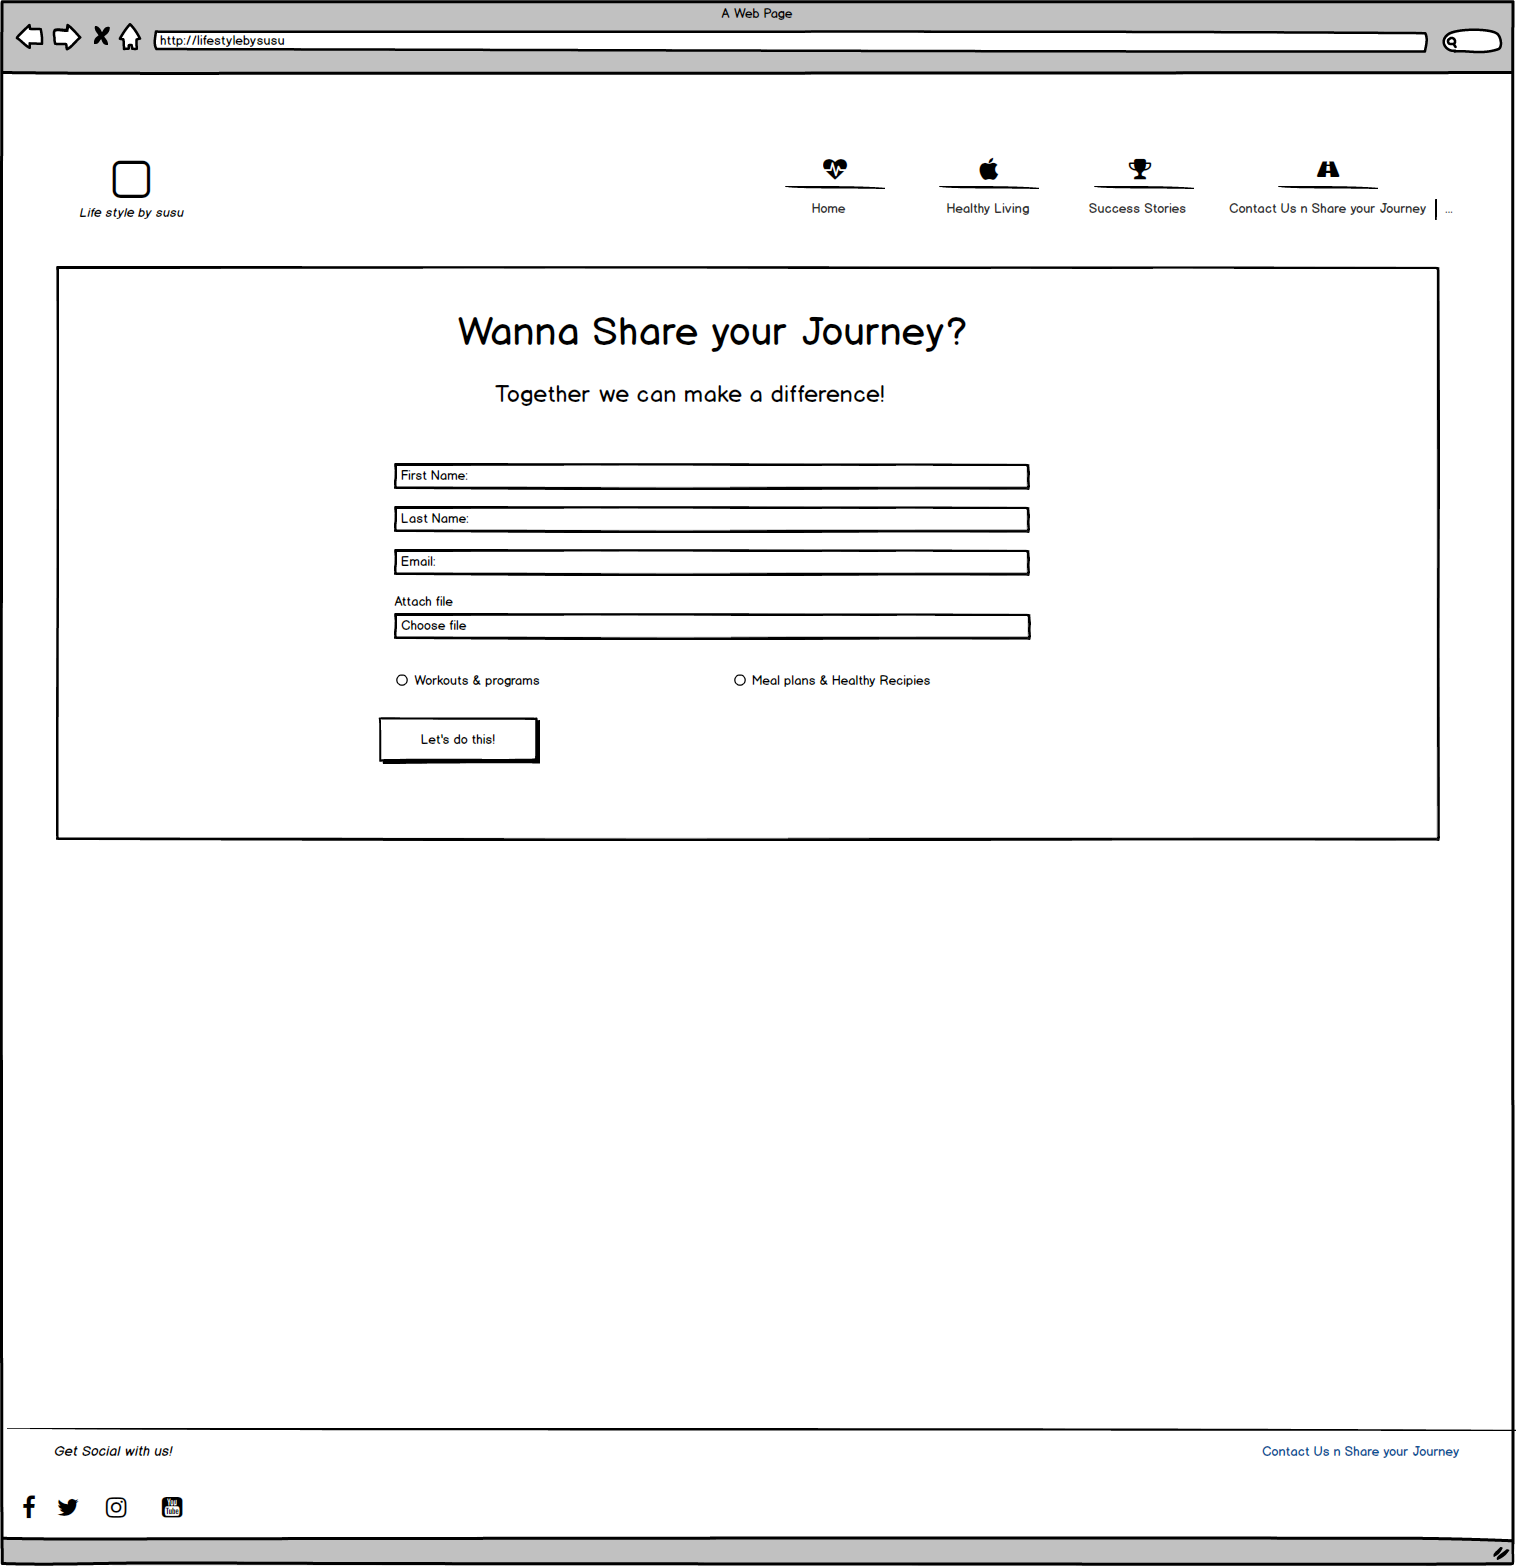 A Web Page
http://lifestylebysusu
Life style by susu
Home
Healthy Living
Success Stories
Contact Us n Share your Journey
...
Wanna Share your Journey?
Together we can make a difference!
First Name:
Last Name:
Email:
Attach file
Choose file
Workouts & programs
Meal plans & Healthy Recipies
Let's do this!
Get Social with us!
Contact Us n Share your Journey
You
Tube